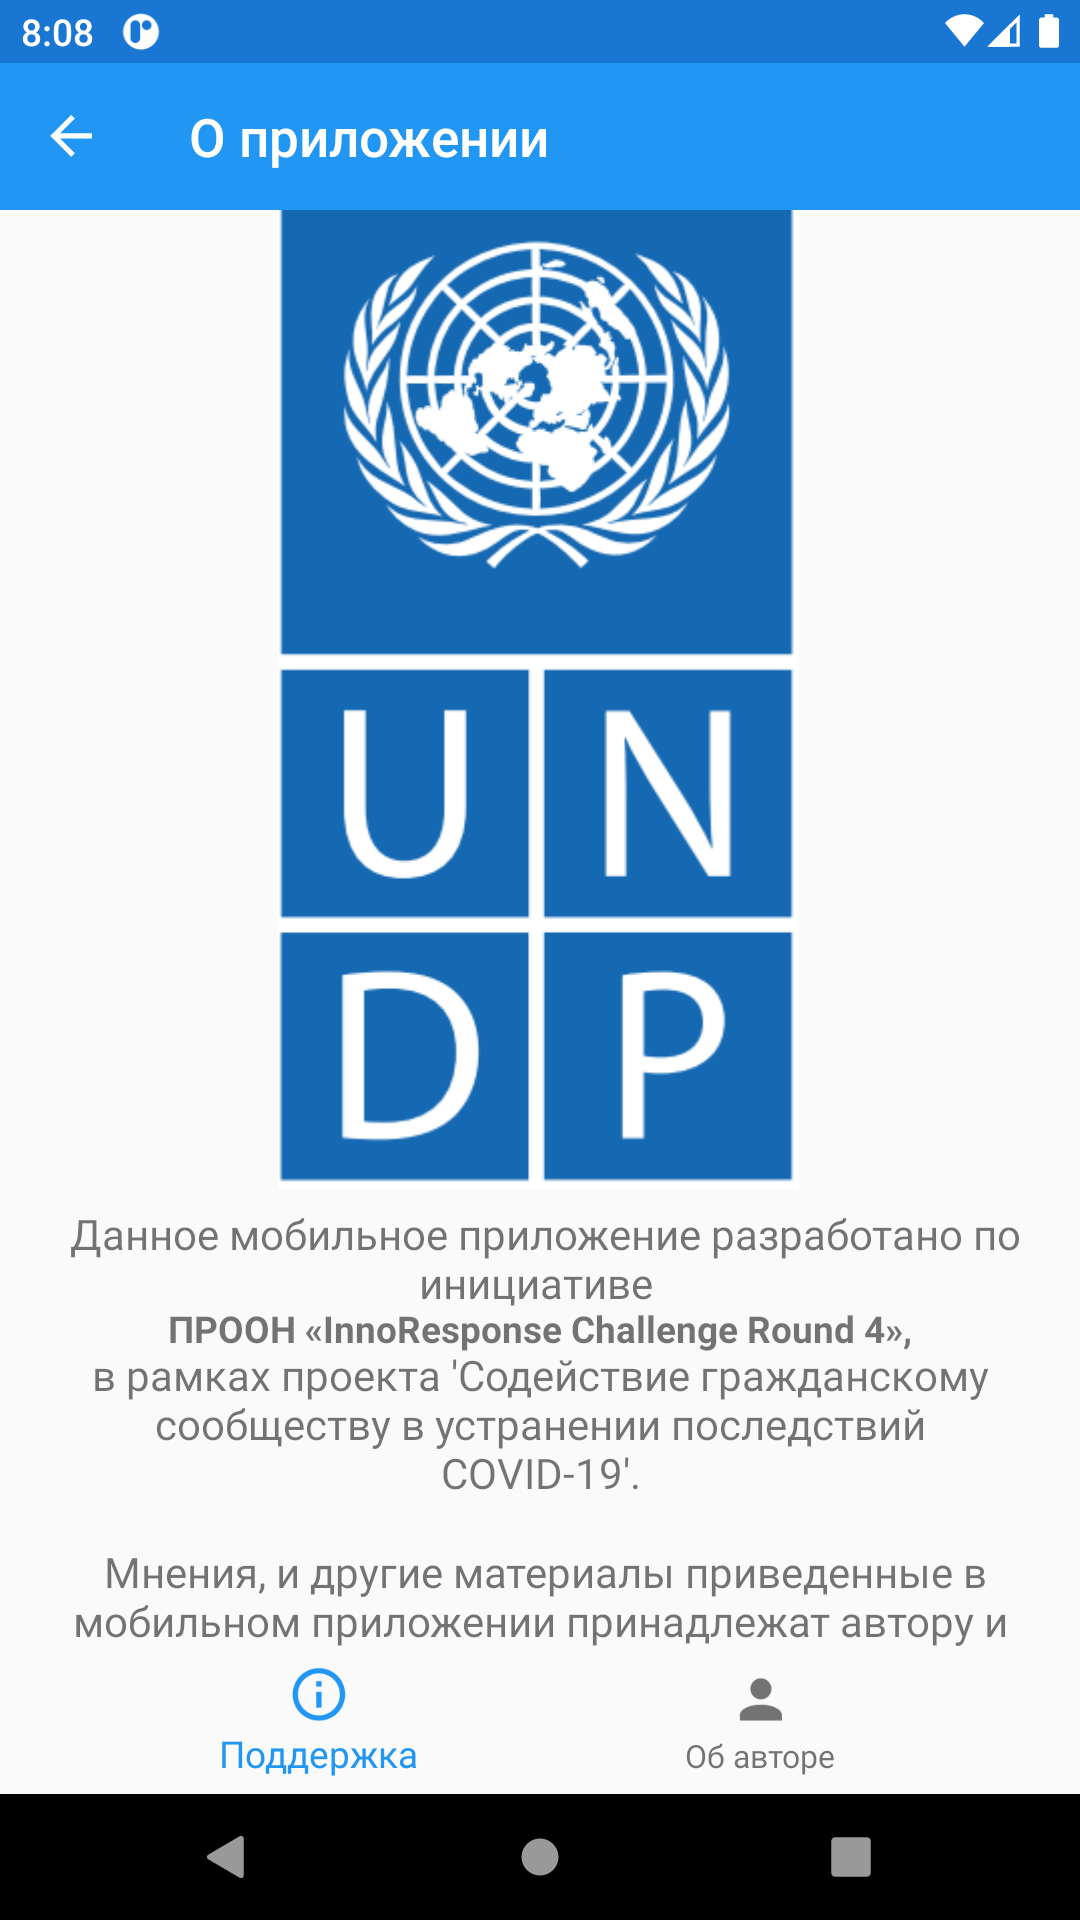 8:08
О приложении
U N
D P
Данное мобильное приложение разработано по
инициативе
ПРООН «InnoResponse Challenge Round 4»,
в рамках проекта 'Содействие гражданскому
сообществу в устранении последствий
COVID-19'.
Мнения, и другие материалы приведенные в
мобильном приложении принадлежат автору и
Поддержка
Об авторе